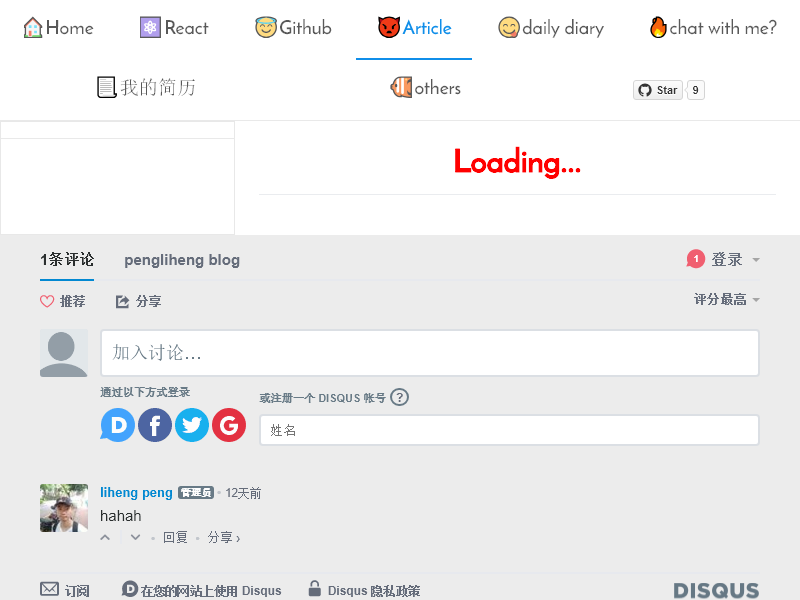 Home React Github Article daily diary chat with me?
我的简历 others Star 9
Loading...
1条评论 pengliheng blog 1 登录
推荐 分享 评分最高
加入讨论...
通过以下方式登录
或注册一个 DISQUS 帐号 ?
D f G
姓名
liheng peng 管理员 • 12天前
hahah
• 回复 • 分享 ›
订阅 D 在您的网站上使用 Disqus Disqus 隐私政策 DISQUS